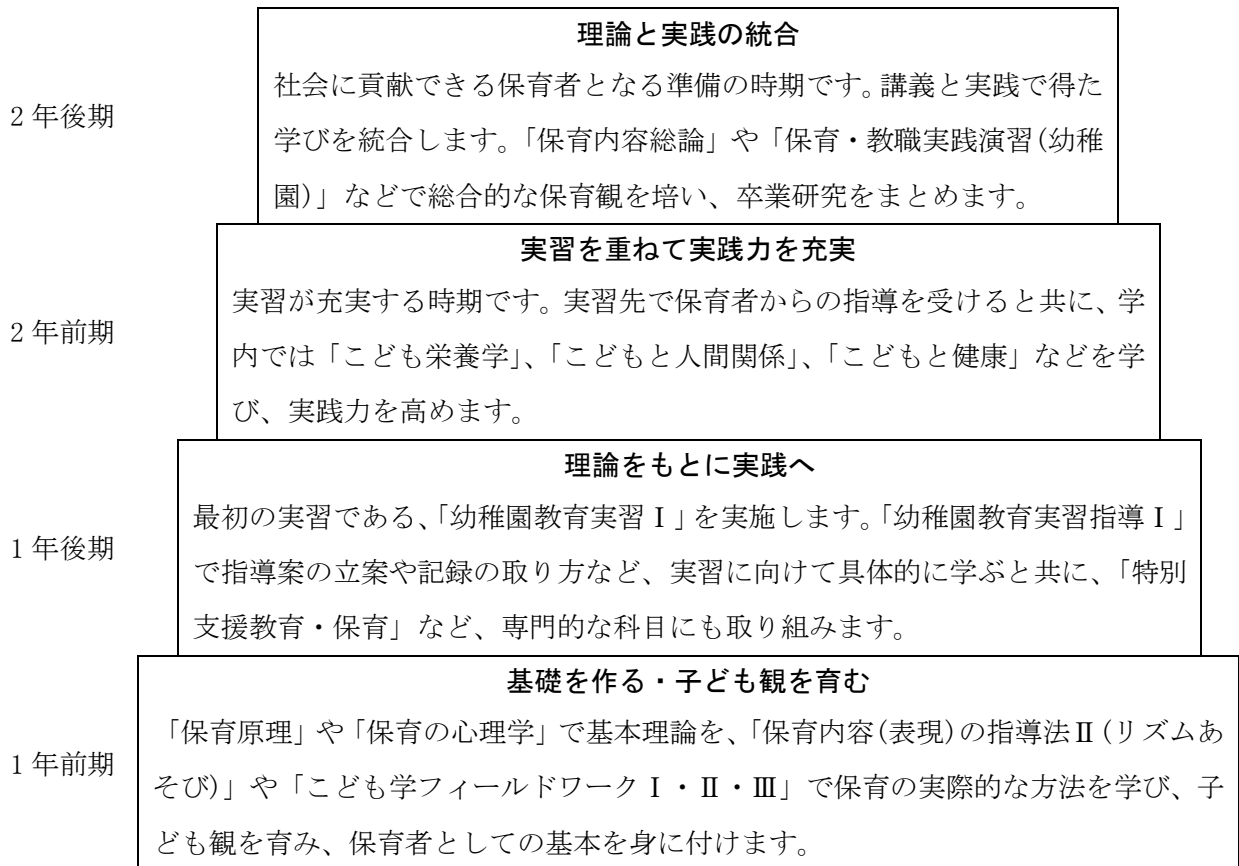 理論と実践の統合
2年後期
社会に貢献できる保育者となる準備の時期です。講義と実践で得た
学びを統合します。「保育内容総論」や「保育・教職実践演習(幼稚
園)」などで総合的な保育観を培い、卒業研究をまとめます。
実習を重ねて実践力を充実
2年前期
実習が充実する時期です。実習先で保育者からの指導を受けると共に、学
内では「こども栄養学」、「こどもと人間関係」、「こどもと健康」などを学
び、実践力を高めます。
理論をもとに実践へ
1年後期
最初の実習である、「幼稚園教育実習Ⅰ」を実施します。「幼稚園教育実習指導Ⅰ」
で指導案の立案や記録の取り方など、実習に向けて具体的に学ぶと共に、「特別
支援教育・保育」など、専門的な科目にも取り組みます。
基礎を作る・子ども観を育む
1年前期
「保育原理」や「保育の心理学」で基本理論を、「保育内容(表現)の指導法Ⅱ(リズムあ
そび)」や「こども学フィールドワークⅠ・Ⅱ・Ⅲ」で保育の実際的な方法を学び、子
ども観を育み、保育者としての基本を身に付けます。